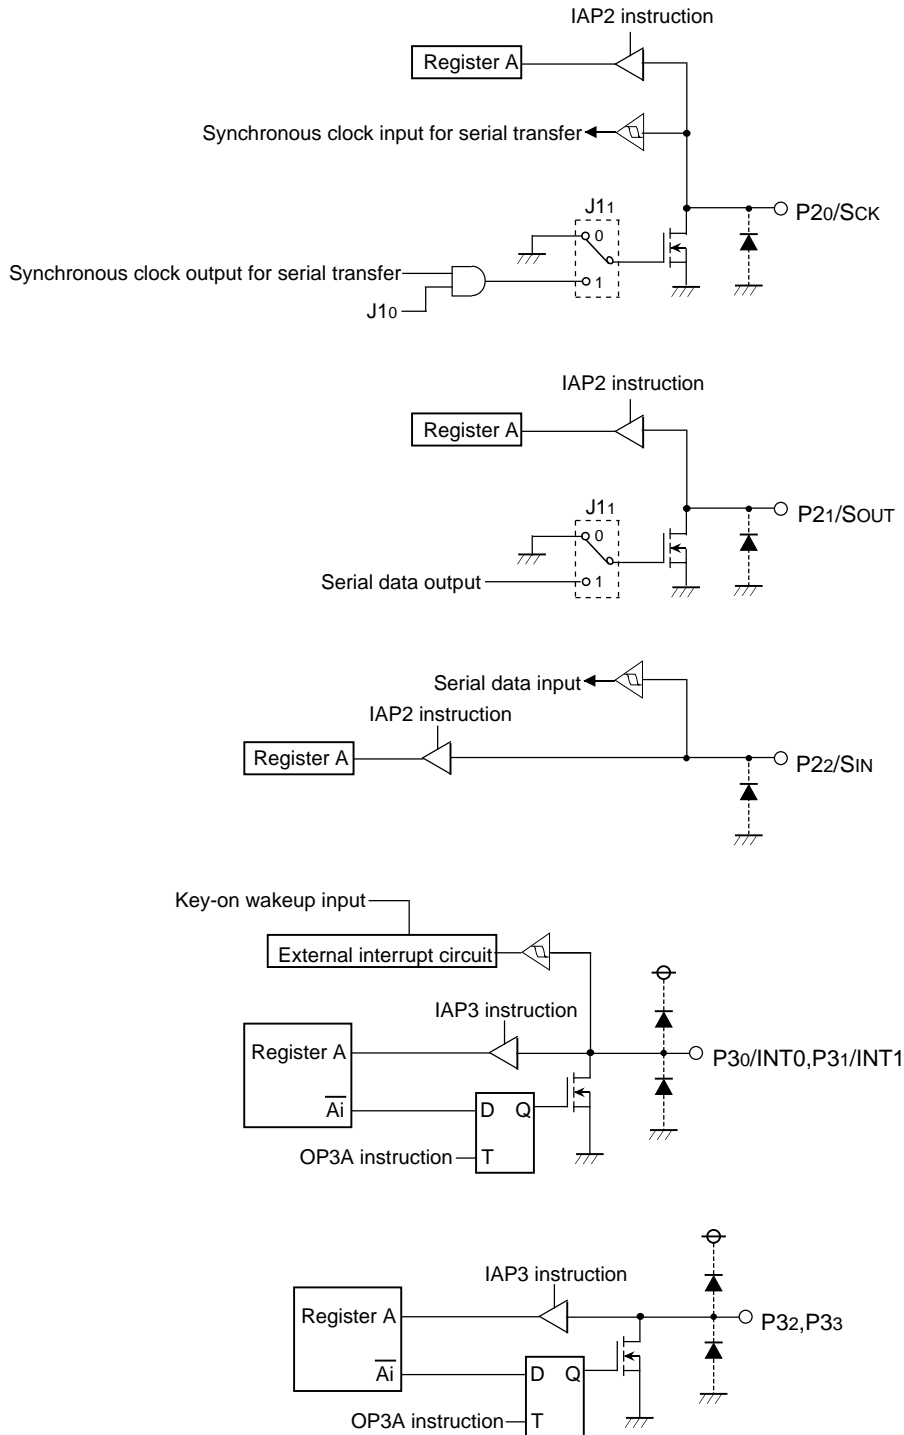 IAP2 instruction
Register A
Synchronous clock input for serial transfer
P20/SCK
J11
0
Synchronous clock output for serial transfer
1
J10
IAP2 instruction
Register A
P21/SOUT
J11
0
Serial data output
1
Serial data input
IAP2 instruction
Register A
P22/SIN
Key-on wakeup input
External interrupt circuit
IAP3 instruction
Register A
P30/INT0,P31/INT1
Ai
D Q
OP3A instruction
T
IAP3 instruction
Register A
P32,P33
Ai
D Q
OP3A instruction
T